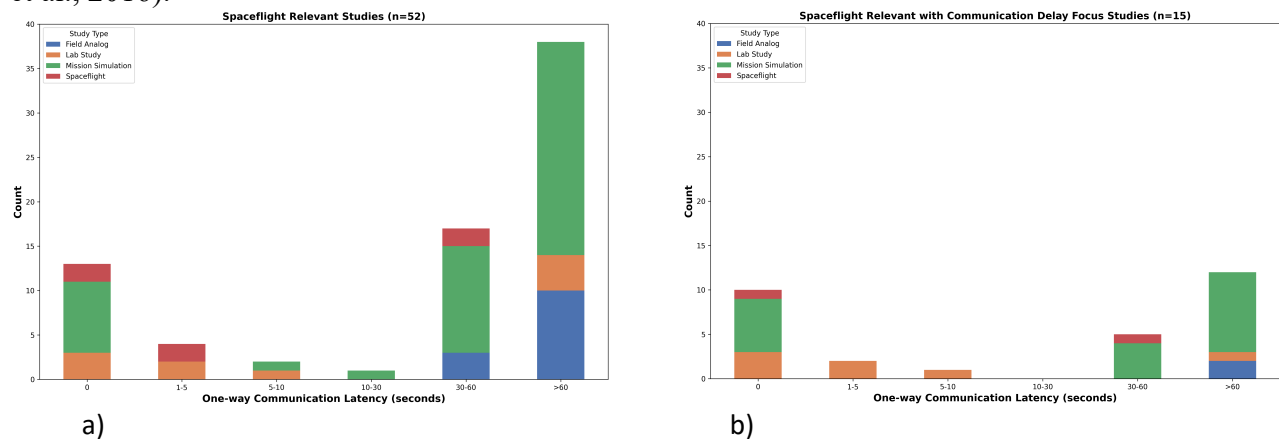 et al., 2016).
Spaceflight Relevant Studies (n=52)
Study Type
Field Analog
Lab Study
Mission Simulation
Spaceflight
Count
40
35
30
25
20
15
10
5
0
0
1-5
5-10
10-30
30-60
>60
One-way Communication Latency (seconds)
a)
Spaceflight Relevant with Communication Delay Focus Studies (n=15)
Study Type
Field Analog
Lab Study
Mission Simulation
Spaceflight
Count
40
35
30
25
20
15
10
5
0
0
1-5
5-10
10-30
30-60
>60
One-way Communication Latency (seconds)
b)